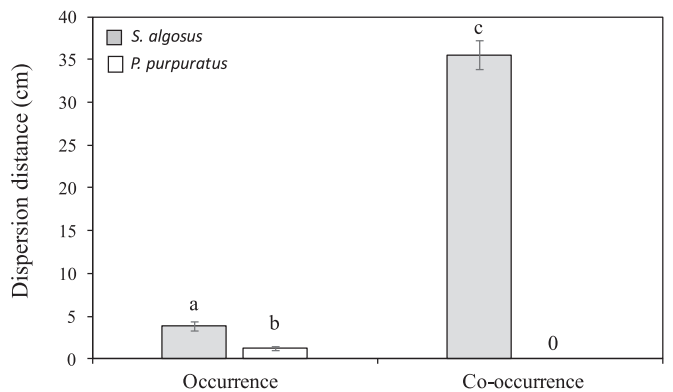 Dispersion distance (cm)
40
35
30
25
20
15
10
5
0
S. algosus
P. purpuratus
a
b
c
0
Occurrence
Co-occurrence